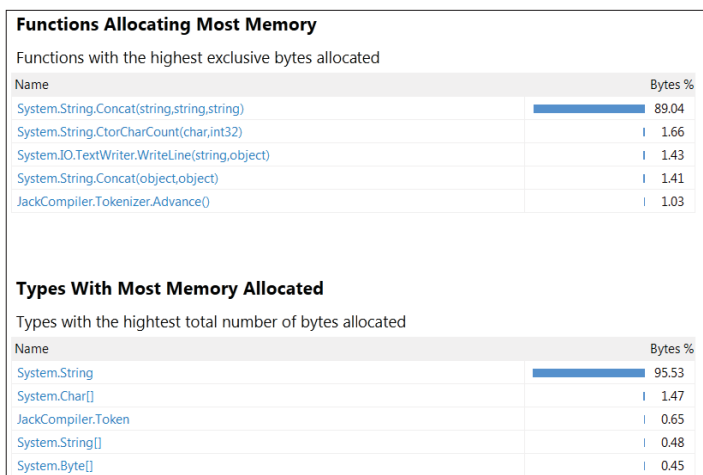 Functions Allocating Most Memory
Functions with the highest exclusive bytes allocated
Name Bytes %
System.String.Concat(string,string,string) 89.04
System.String.CtorCharCount(char,int32) 1.66
System.IO.TextWriter.WriteLine(string,object) 1.43
System.String.Concat(object,object) 1.41
JackCompiler.Tokenizer.Advance() 1.03
Types With Most Memory Allocated
Types with the hightest total number of bytes allocated
Name Bytes %
System.String 95.53
System.Char[] 1.47
JackCompiler.Token 0.65
System.String[] 0.48
System.Byte[] 0.45